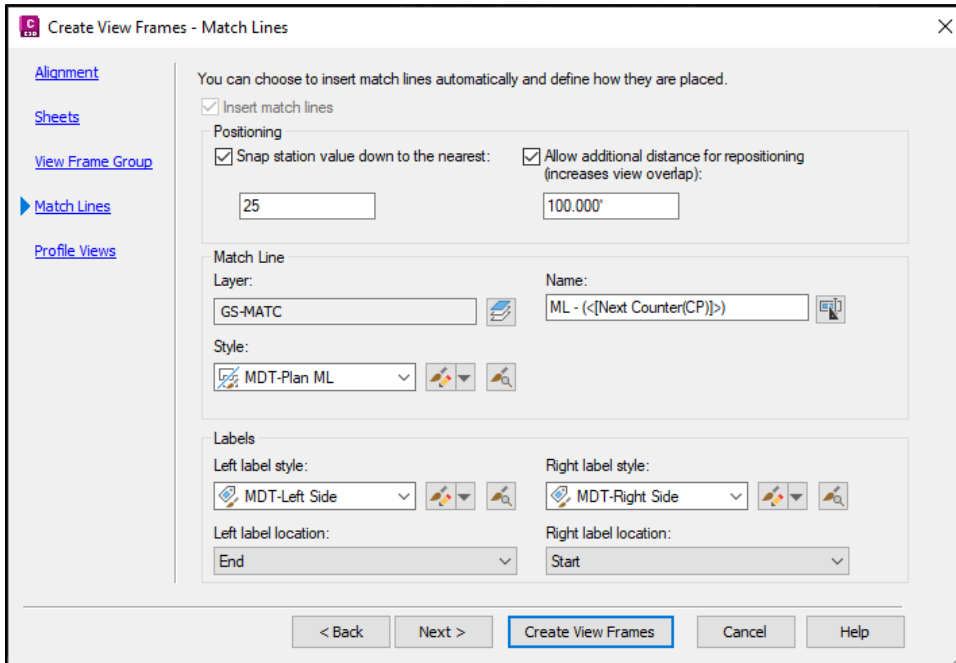 C
C3D
Create View Frames - Match Lines
Alignment
Sheets
View Frame Group
Match Lines
Profile Views
You can choose to insert match lines automatically and define how they are placed.
Insert match lines
Positioning
Snap station value down to the nearest:
25
Allow additional distance for repositioning
(increases view overlap):
100.000'
Match Line
Layer:
GS-MATC
Name:
ML - (<[Next Counter(CP)]>)
Style:
MDT-Plan ML
Labels
Left label style:
MDT-Left Side
Right label style:
MDT-Right Side
Left label location:
End
Right label location:
Start
< Back
Next >
Create View Frames
Cancel
Help